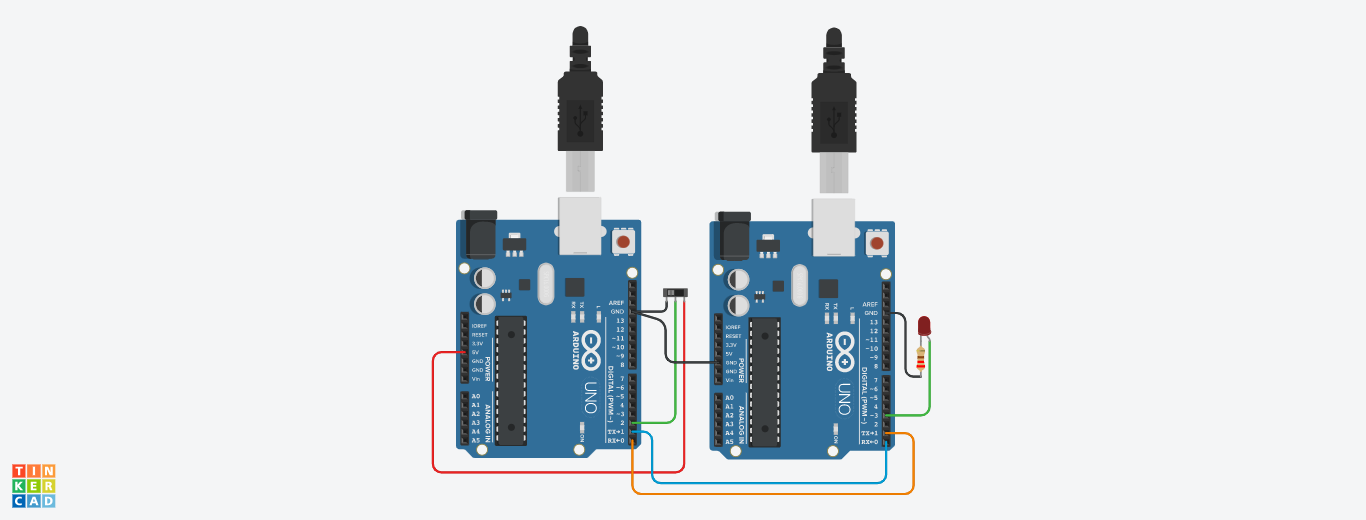 AREF
GND
13
12
~11
~10
~9
8
7
~6
~5
4
~3
2
TX→1
RX←0
DIGITAL (PWM~)
IOREF
RESET
3.3V
5V
GND
GND
Vin
POWER
A0
A1
A2
A3
A4
A5
ANALOG IN
RX
TX
L
ARDUINO
UNO
ON
AREF
GND
13
12
~11
~10
~9
8
7
~6
~5
4
~3
2
TX→1
RX←0
DIGITAL (PWM~)
IOREF
RESET
3.3V
5V
GND
GND
Vin
POWER
A0
A1
A2
A3
A4
A5
ANALOG IN
RX
TX
L
ARDUINO
UNO
ON
TIN
KER
CAD